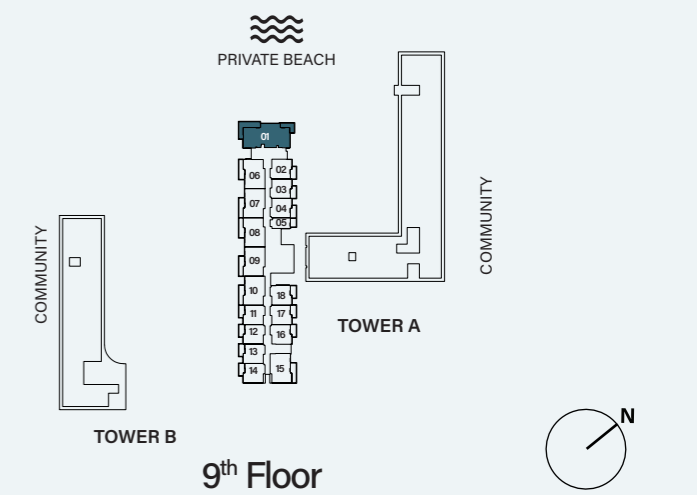 PRIVATE BEACH
01
06 02
03
07 04
05
08
09
10 18
11 17
12 16
13
14 15
COMMUNITY
COMMUNITY
TOWER A
TOWER B
9th Floor
N